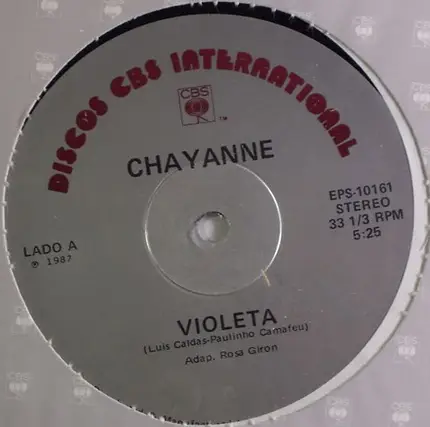 DISCOS CBS INTERNATIONAL
CBS
™
CHAYANNE
EPS-10161
STEREO
33 1/3 RPM
5:25
LADO A
℗ 1987
VIOLETA
(Luis Caldas-Paulinho Camafeu)
Adap. Rosa Giron